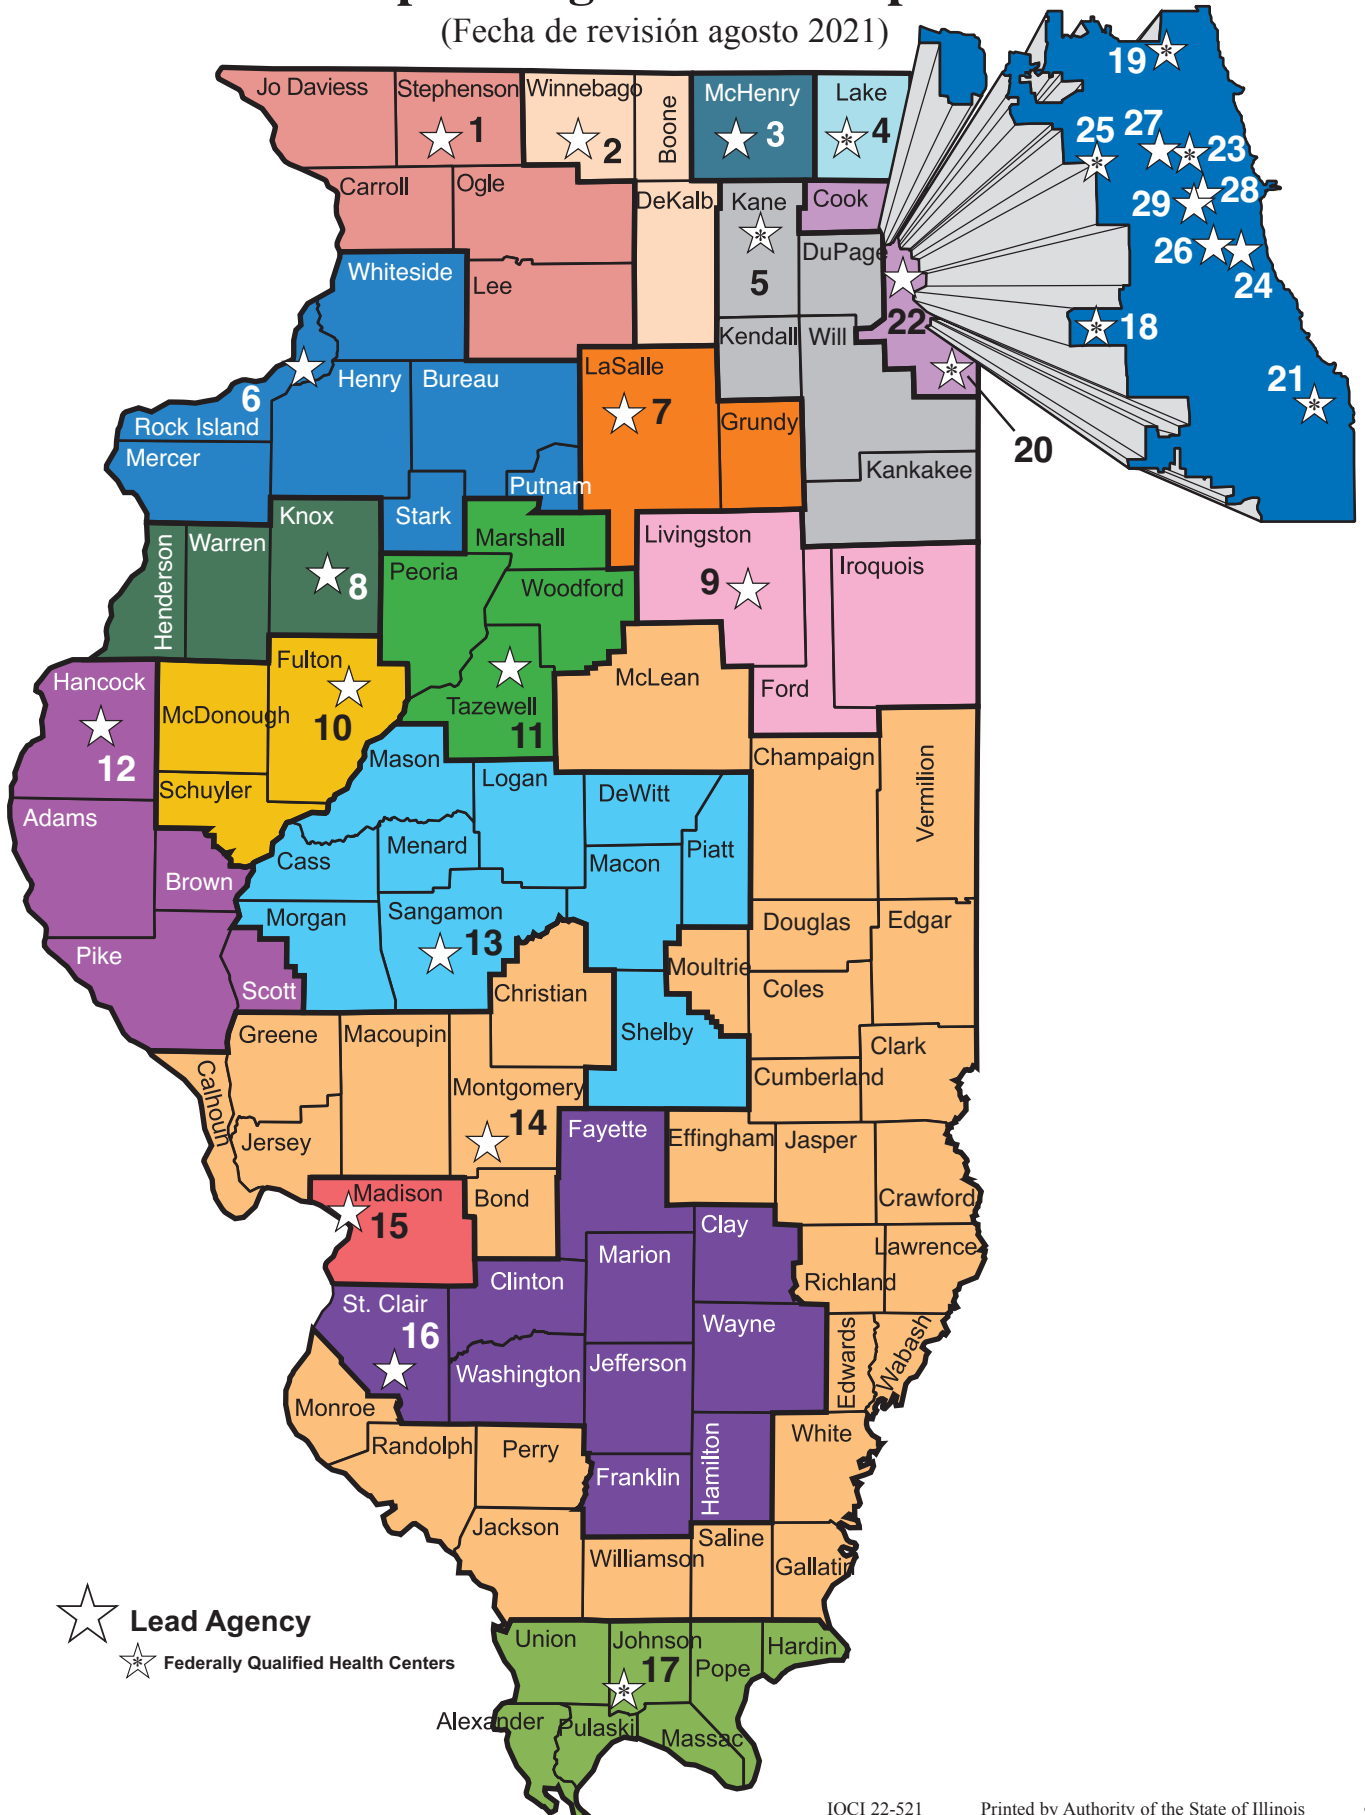 (Fecha de revisión agosto 2021)
Jo Daviess
Stephenson
1
Winnebago
2
Boone
McHenry
3
Lake
4
19
25
27
23
28
29
26
24
18
21
Carroll
Ogle
DeKalb
Kane
5
Cook
DuPage
22
Whiteside
Lee
Kendall
Will
6
Rock Island
Henry
Bureau
LaSalle
7
Grundy
20
Mercer
Putnam
Kankakee
Stark
Knox
8
Henderson
Warren
Marshall
Peoria
Woodford
Livingston
9
Iroquois
Ford
Hancock
12
McDonough
Fulton
10
Tazewell
11
McLean
Schuyler
Mason
Logan
DeWitt
Champaign
Vermilion
Adams
Brown
Cass
Menard
Macon
Piatt
Morgan
Sangamon
13
Douglas
Edgar
Pike
Scott
Christian
Moultrie
Coles
Greene
Macoupin
Shelby
Clark
Calhoun
Montgomery
14
Cumberland
Jersey
Fayette
Effingham
Jasper
Crawford
Madison
15
Bond
Clay
Marion
Richland
Lawrence
Clinton
St. Clair
16
Wayne
Edwards
Wabash
Washington
Jefferson
Monroe
Randolph
Perry
Franklin
Hamilton
White
Jackson
Williamson
Saline
Gallatin
Lead Agency
* Federally Qualified Health Centers
Union
Johnson
17
Pope
Hardin
Alexander
Pulaski
Massac
IOCI 22-521 Printed by Authority of the State of Illinois